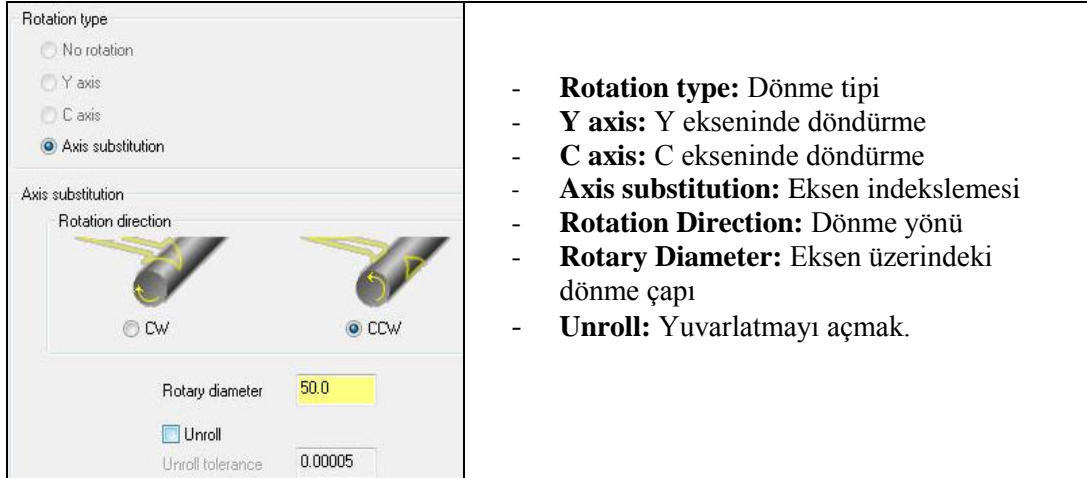 Rotation type
No rotation
Y axis
C axis
Axis substitution
Axis substitution
Rotation direction
CW
CCW
Rotary diameter
50.0
Unroll
Unroll tolerance
0.00005
- Rotation type: Dönme tipi
- Y axis: Y ekseninde döndürme
- C axis: C ekseninde döndürme
- Axis substitution: Eksen indekslemesi
- Rotation Direction: Dönme yönü
- Rotary Diameter: Eksen üzerindeki
dönme çapı
- Unroll: Yuvarlatmayı açmak.